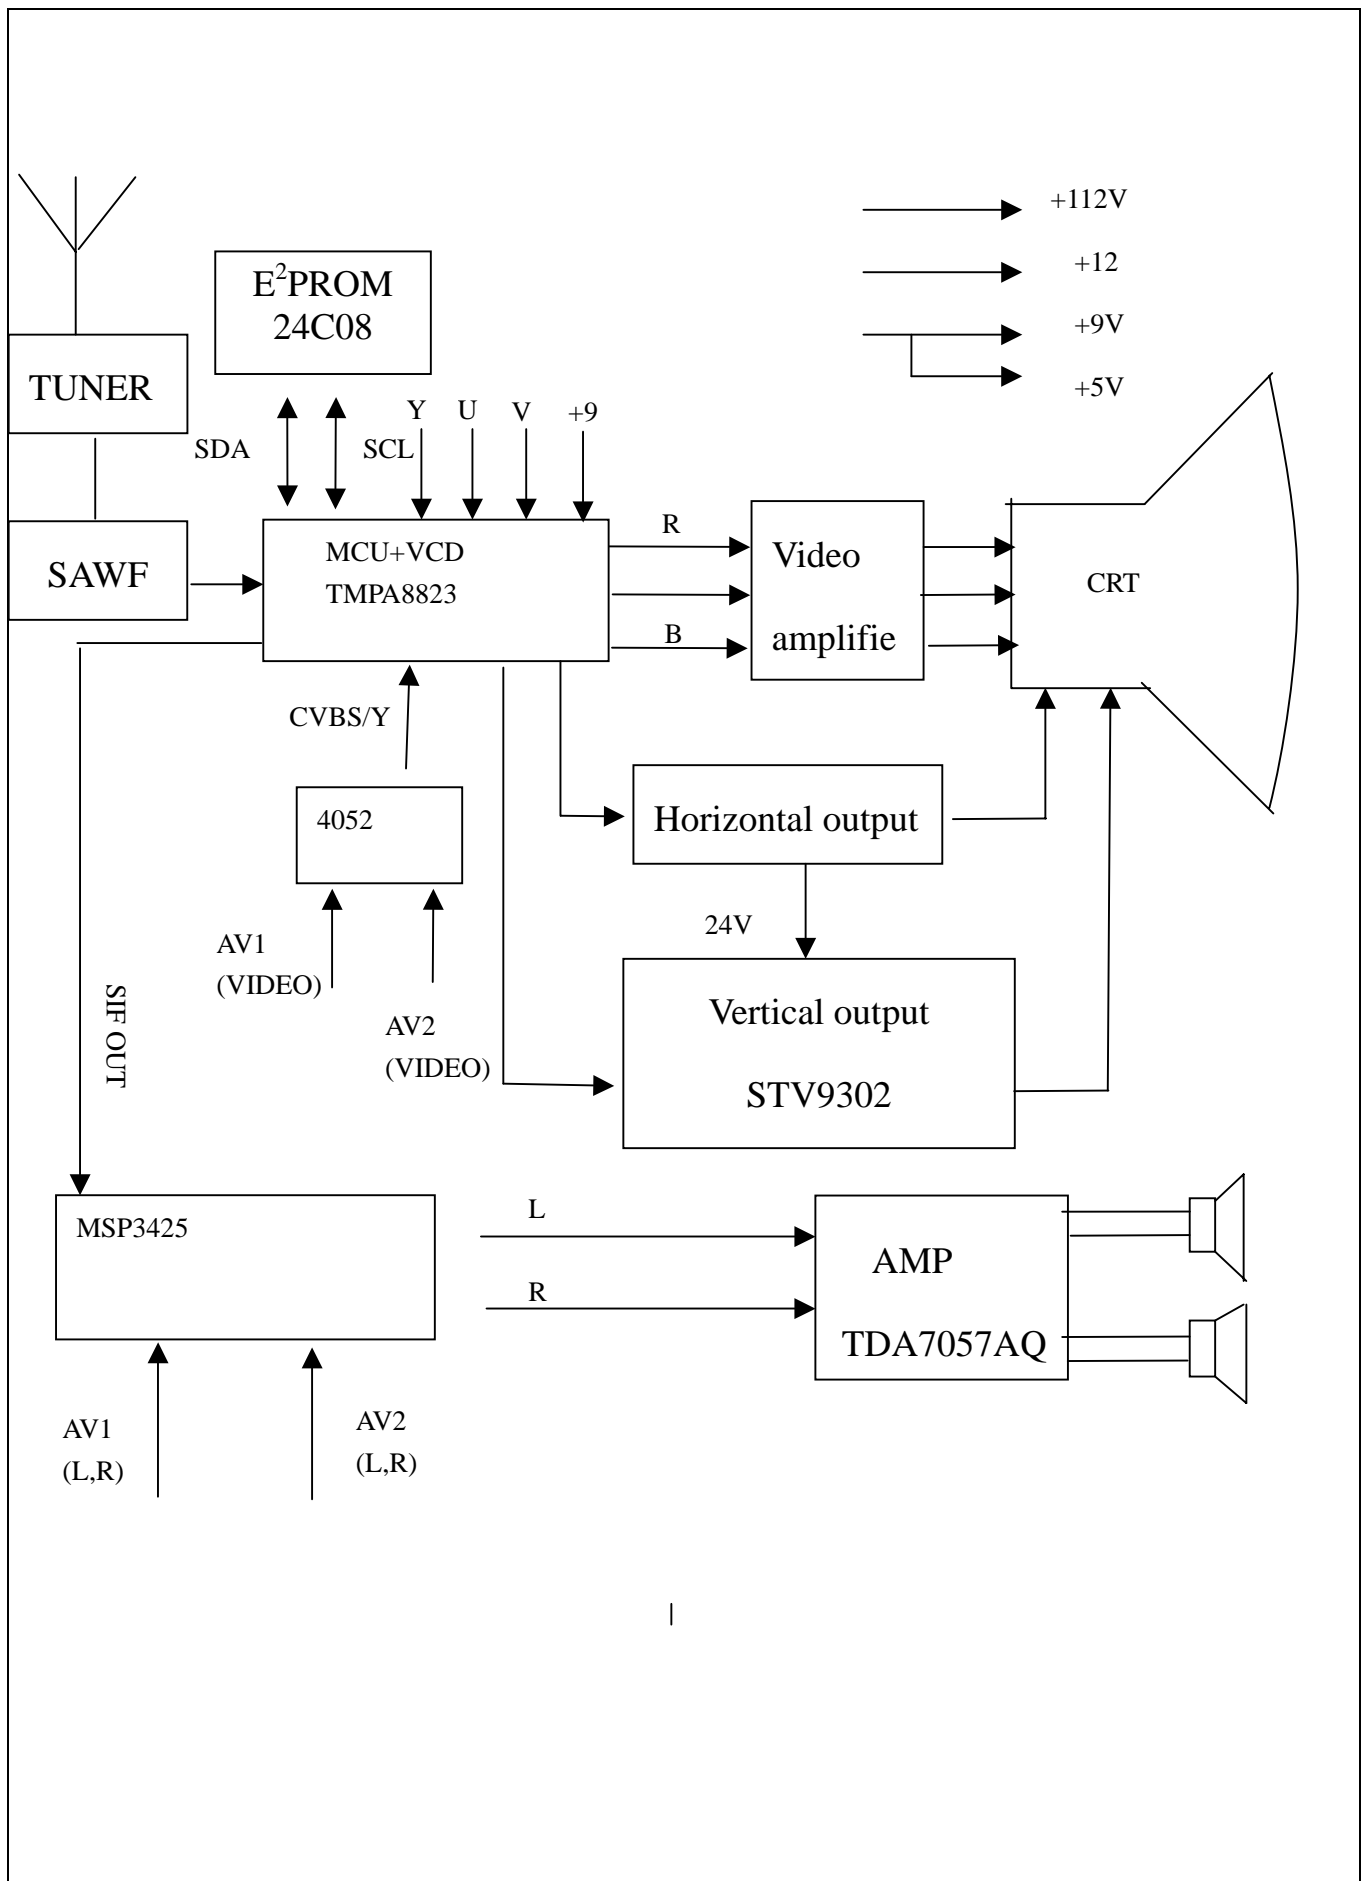 +112V
+12
+9V
+5V
E²PROM
24C08
TUNER
Y U V +9
SDA SCL
SAWF
MCU+VCD
TMPA8823
R
B
Video
amplifie
CRT
CVBS/Y
4052
Horizontal output
AV1
(VIDEO)
AV2
(VIDEO)
24V
SIF OUT
Vertical output
STV9302
MSP3425
L
R
AMP
TDA7057AQ
AV1
(L,R)
AV2
(L,R)